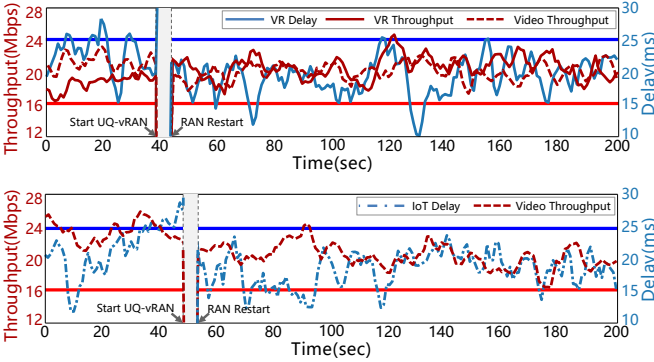 VR Delay VR Throughput Video Throughput
Throughput(Mbps)
28
24
20
16
12
30
25
20
15
10
Delay(ms)
Start UQ-vRAN
RAN Restart
0 20 40 60 80 100 120 140 160 180 200
Time(sec)
IoT Delay Video Throughput
Throughput(Mbps)
28
24
20
16
12
30
25
20
15
10
Delay(ms)
Start UQ-vRAN
RAN Restart
0 20 40 60 80 100 120 140 160 180 200
Time(sec)